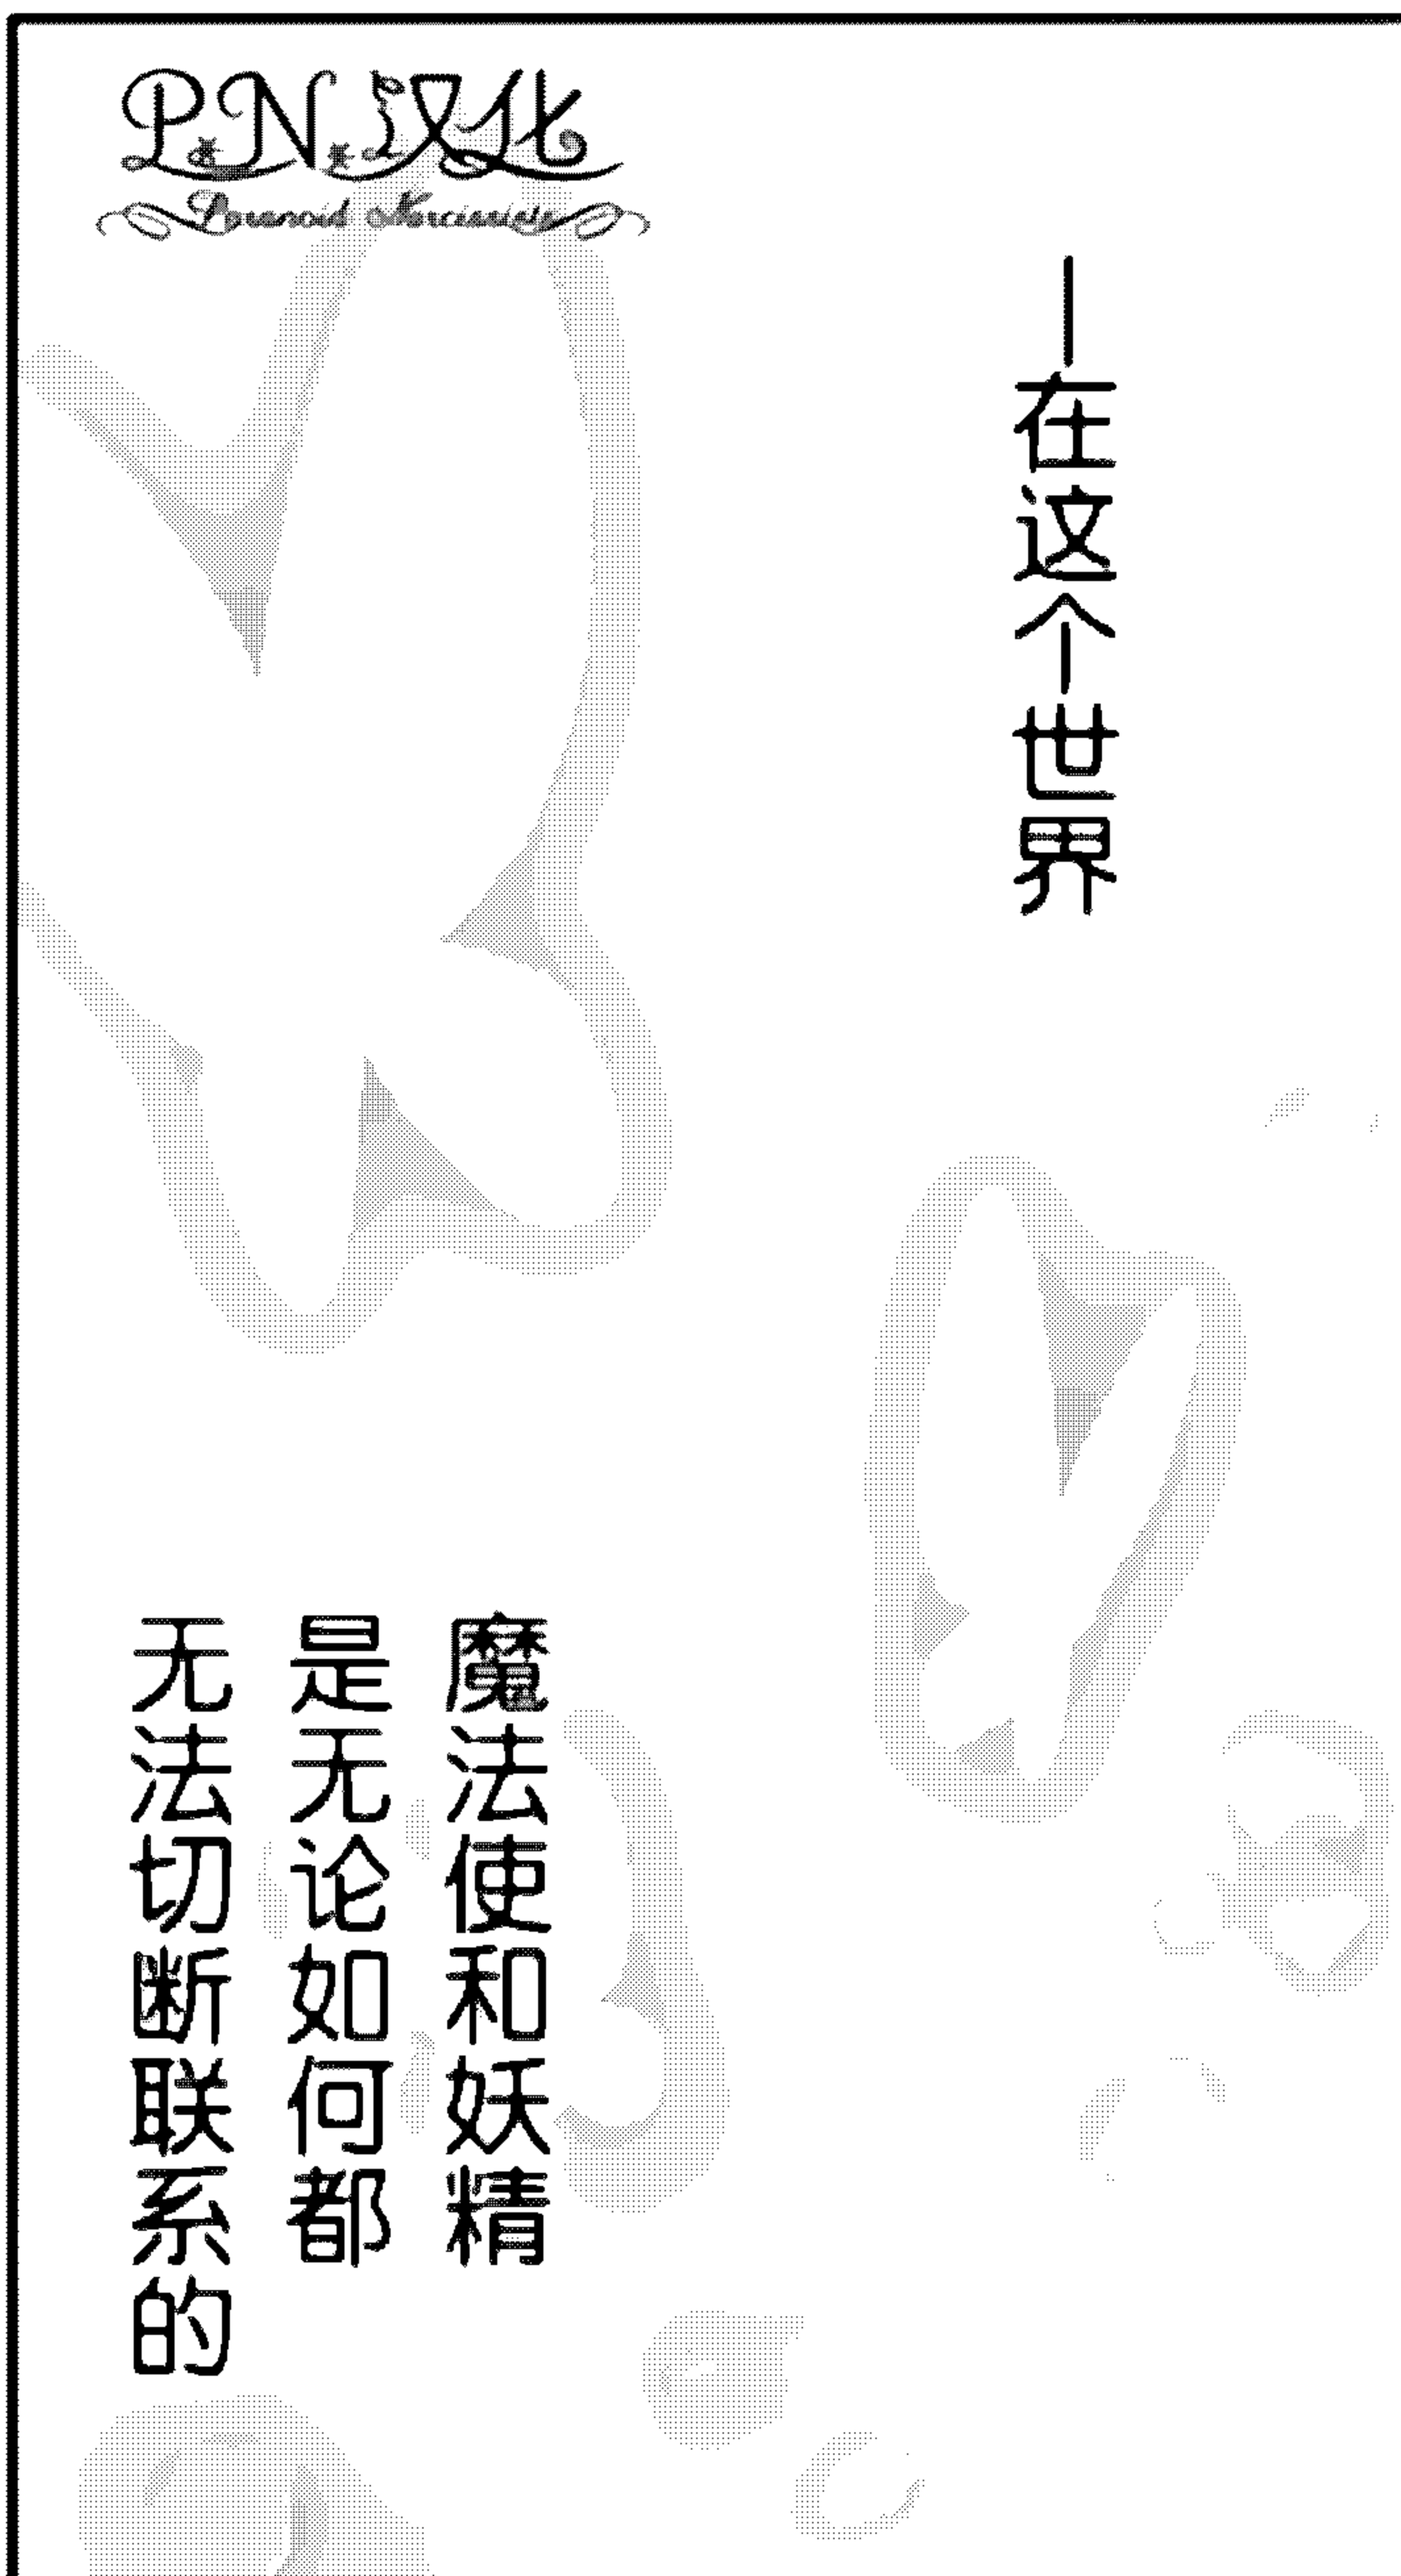 P.N.汉化
Paranoid Narcissists
—在这个世界
魔法使和妖精
是无论如何都
无法切断联系的